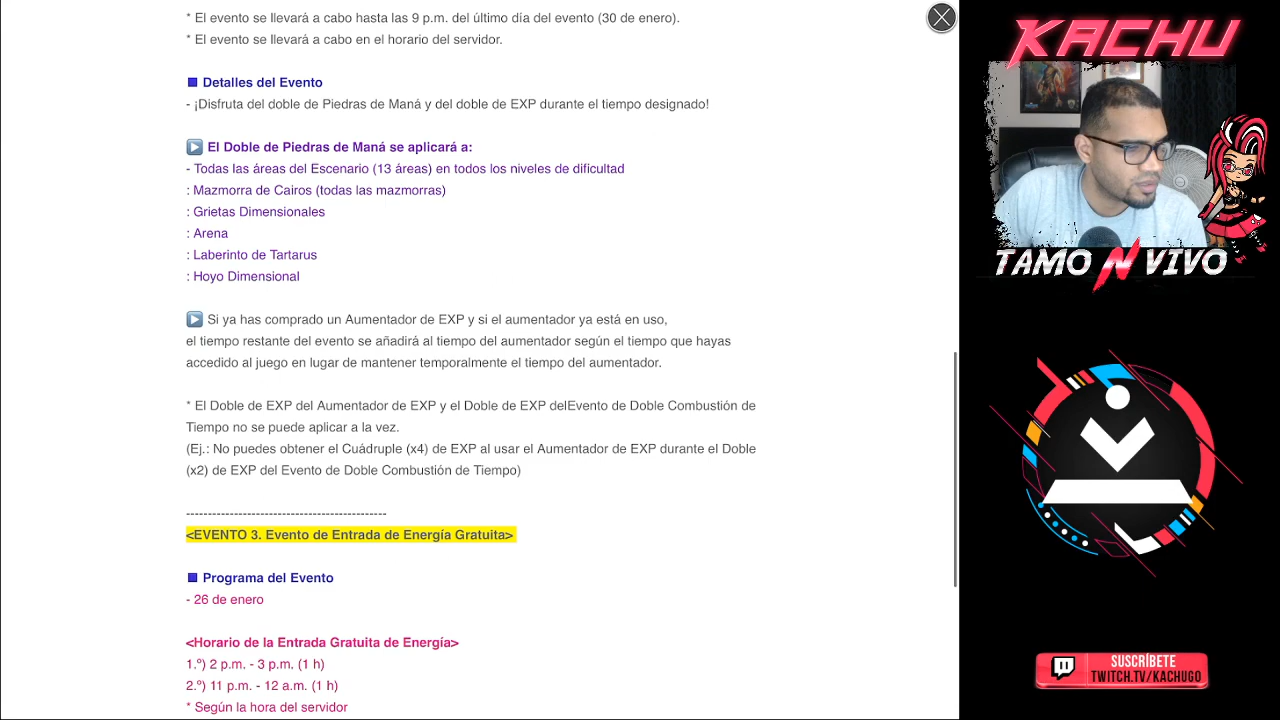 * El evento se llevará a cabo hasta las 9 p.m. del último día del evento (30 de enero).
* El evento se llevará a cabo en el horario del servidor.
■ Detalles del Evento
- ¡Disfruta del doble de Piedras de Maná y del doble de EXP durante el tiempo designado!
▶ El Doble de Piedras de Maná se aplicará a:
- Todas las áreas del Escenario (13 áreas) en todos los niveles de dificultad
: Mazmorra de Cairos (todas las mazmorras)
: Grietas Dimensionales
: Arena
: Laberinto de Tartarus
: Hoyo Dimensional
▶ Si ya has comprado un Aumentador de EXP y si el aumentador ya está en uso,
el tiempo restante del evento se añadirá al tiempo del aumentador según el tiempo que hayas
accedido al juego en lugar de mantener temporalmente el tiempo del aumentador.
* El Doble de EXP del Aumentador de EXP y el Doble de EXP delEvento de Doble Combustión de
Tiempo no se puede aplicar a la vez.
(Ej.: No puedes obtener el Cuádruple (x4) de EXP al usar el Aumentador de EXP durante el Doble
(x2) de EXP del Evento de Doble Combustión de Tiempo)
---------------------------------------------
<EVENTO 3. Evento de Entrada de Energía Gratuita>
■ Programa del Evento
- 26 de enero
<Horario de la Entrada Gratuita de Energía>
1.º) 2 p.m. - 3 p.m. (1 h)
2.º) 11 p.m. - 12 a.m. (1 h)
* Según la hora del servidor
KACHU
TAMO N VIVO
SUSCRÍBETE
TWITCH.TV/KACHUGO